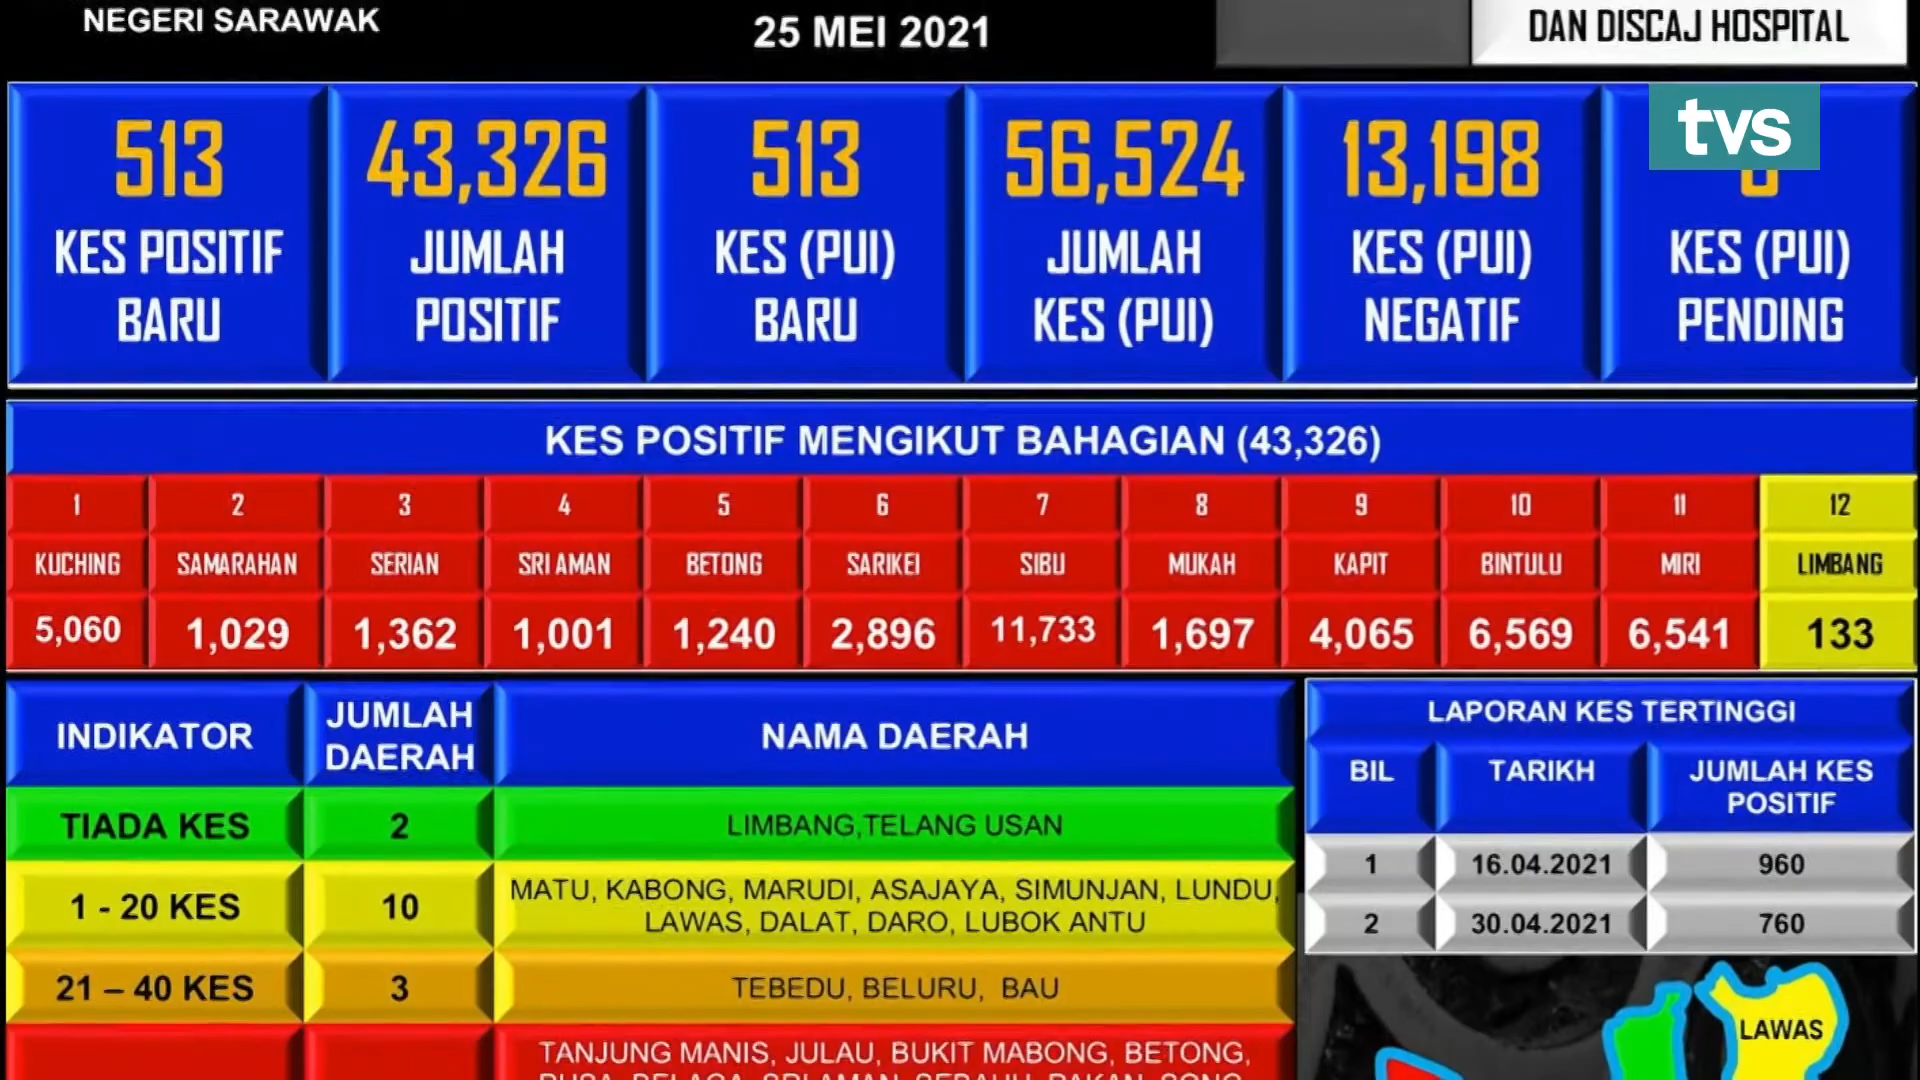 NEGERI SARAWAK
25 MEI 2021
DAN DISCAJ HOSPITAL
tvs
513
KES POSITIF
BARU
43,326
JUMLAH
POSITIF
513
KES (PUI)
BARU
56,524
JUMLAH
KES (PUI)
13,198
KES (PUI)
NEGATIF
KES (PUI)
PENDING
KES POSITIF MENGIKUT BAHAGIAN (43,326)
1 2 3 4 5 6 7 8 9 10 11 12
KUCHING SAMARAHAN SERIAN SRI AMAN BETONG SARIKEI SIBU MUKAH KAPIT BINTULU MIRI LIMBANG
5,060 1,029 1,362 1,001 1,240 2,896 11,733 1,697 4,065 6,569 6,541 133
INDIKATOR
JUMLAH
DAERAH
NAMA DAERAH
TIADA KES 2 LIMBANG,TELANG USAN
1 - 20 KES 10
MATU, KABONG, MARUDI, ASAJAYA, SIMUNJAN, LUNDU,
LAWAS, DALAT, DARO, LUBOK ANTU
21 – 40 KES 3 TEBEDU, BELURU, BAU
TANJUNG MANIS, JULAU, BUKIT MABONG, BETONG,
LAPORAN KES TERTINGGI
BIL TARIKH JUMLAH KES
POSITIF
1 16.04.2021 960
2 30.04.2021 760
LAWAS